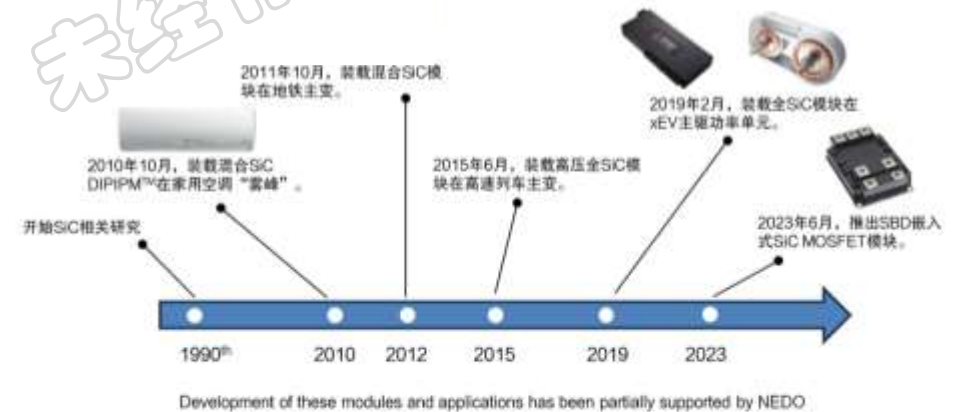 2011年10月，装载混合SiC模
块在地铁主变。
2019年2月，装载全SiC模块在
xEV主驱功率单元。
2010年10月，装载混合SiC
DIPIPM™在家用空调“雾峰”。
2015年6月，装载高压全SiC模
块在高速列车主变。
开始SiC相关研究
2023年6月，推出SBD嵌入
式SiC MOSFET模块。
1990th
2010
2012
2015
2019
2023
Development of these modules and applications has been partially supported by NEDO
未经